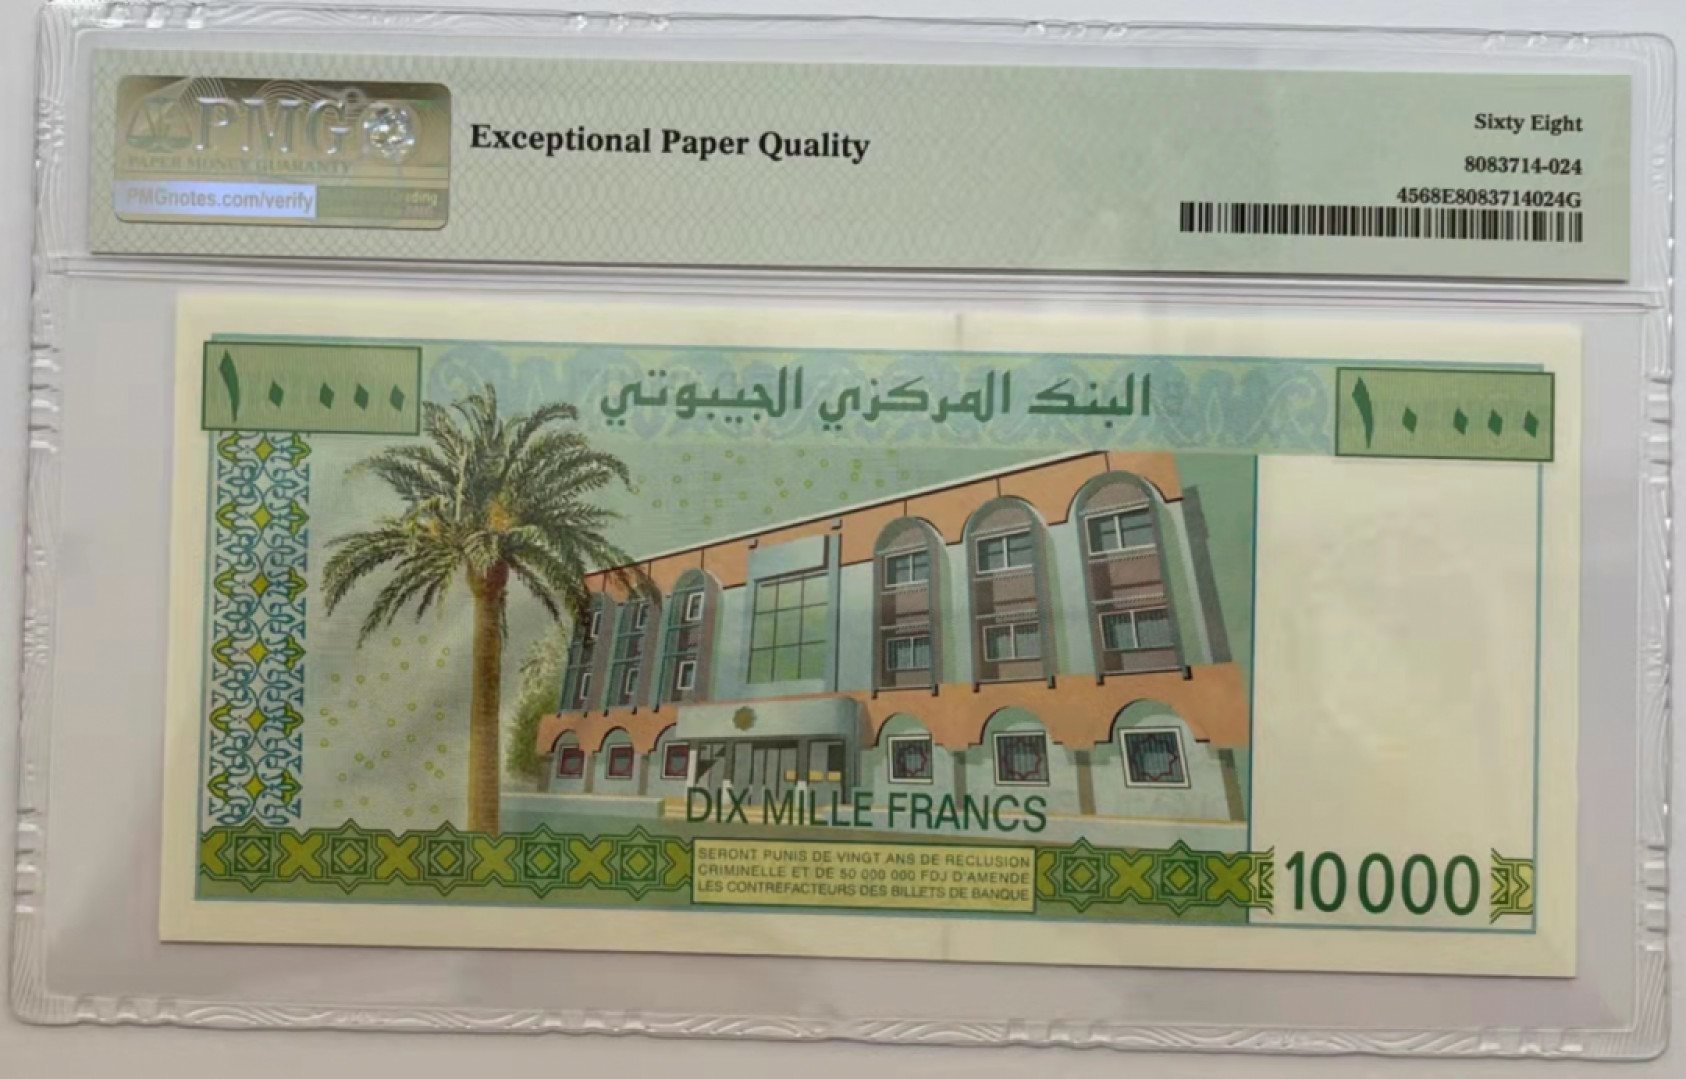 PMG
PAPER MONEY GUARANTY
PMGnotes.com/verify
Exceptional Paper Quality
Sixty Eight
8083714-024
4568E8083714024G
١٠٠٠٠
البنك المركزي الجيبوتي
١٠٠٠٠
DIX MILLE FRANCS
SERONT PUNIS DE VINGT ANS DE RECLUSION
CRIMINELLE ET DE 50 000 000 FDJ D'AMENDE
LES CONTREFACTEURS DES BILLETS DE BANQUE
10000